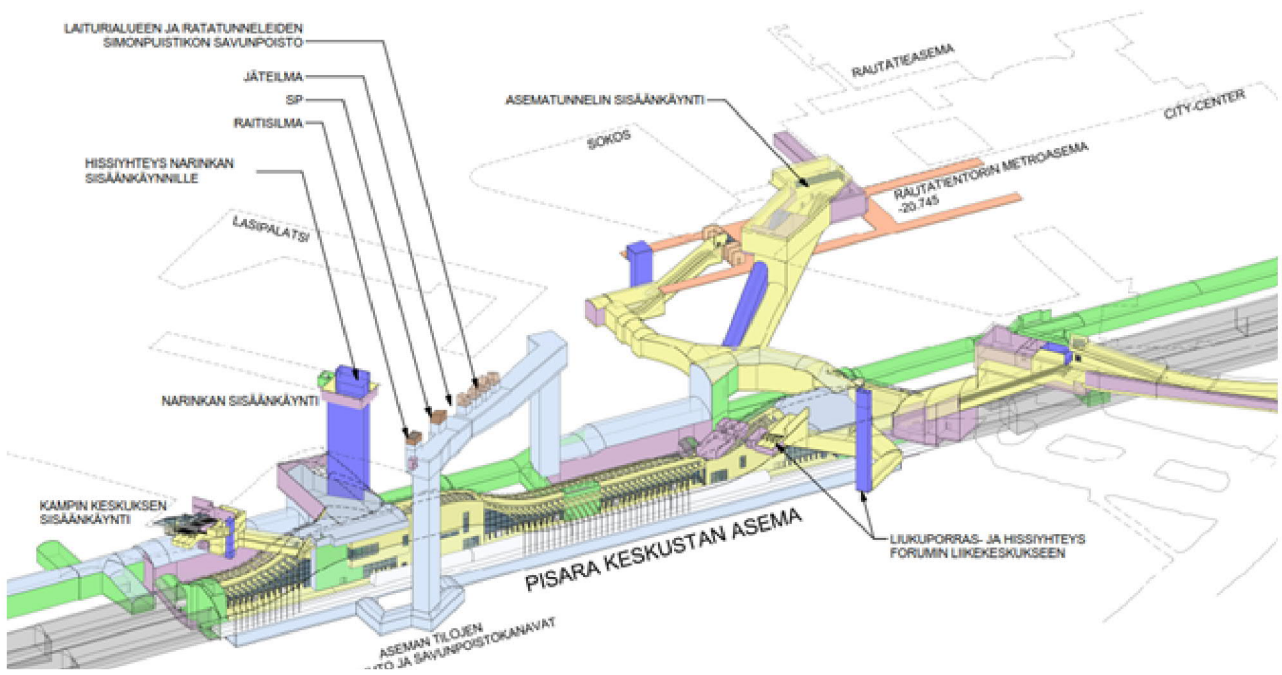 LAITURIALUEEN JA RATATUNNELEIDEN
SIMONPUISTIKON SAVUNPOISTO
JÄTEILMA
SP
RAITISILMA
HISSIYHTEYS NARINKAN
SISÄÄNKÄYNNILLE
LASIPALATSI
NARINKAN SISÄÄNKÄYNTI
KAMPIN KESKUKSEN
SISÄÄNKÄYNTI
ASEMATUNNELIN SISÄÄNKÄYNTI
SOKOS
RAUTATIEASEMA
CITY-CENTER
RAUTATIENTORIN METROASEMA
-20.745
LIUKUPORRAS- JA HISSIYHTEYS
FORUMIN LIIKEKESKUKSEEN
PISARA KESKUSTAN ASEMA
ASEMAN TILOJEN
JA SAVUNPOISTOKANAVAT